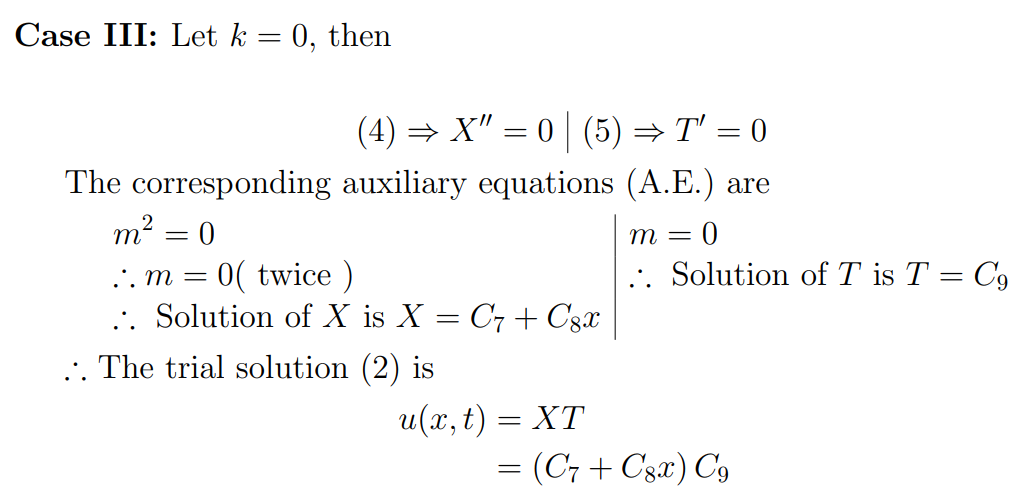 Case III: Let k = 0, then
(4) ⇒ X″ = 0 | (5) ⇒ T′ = 0
The corresponding auxiliary equations (A.E.) are
m² = 0 | m = 0
∴ m = 0( twice ) | ∴ Solution of T is T = C₉
∴ Solution of X is X = C₇ + C₈x |
∴ The trial solution (2) is
u(x, t) = XT
= (C₇ + C₈x) C₉